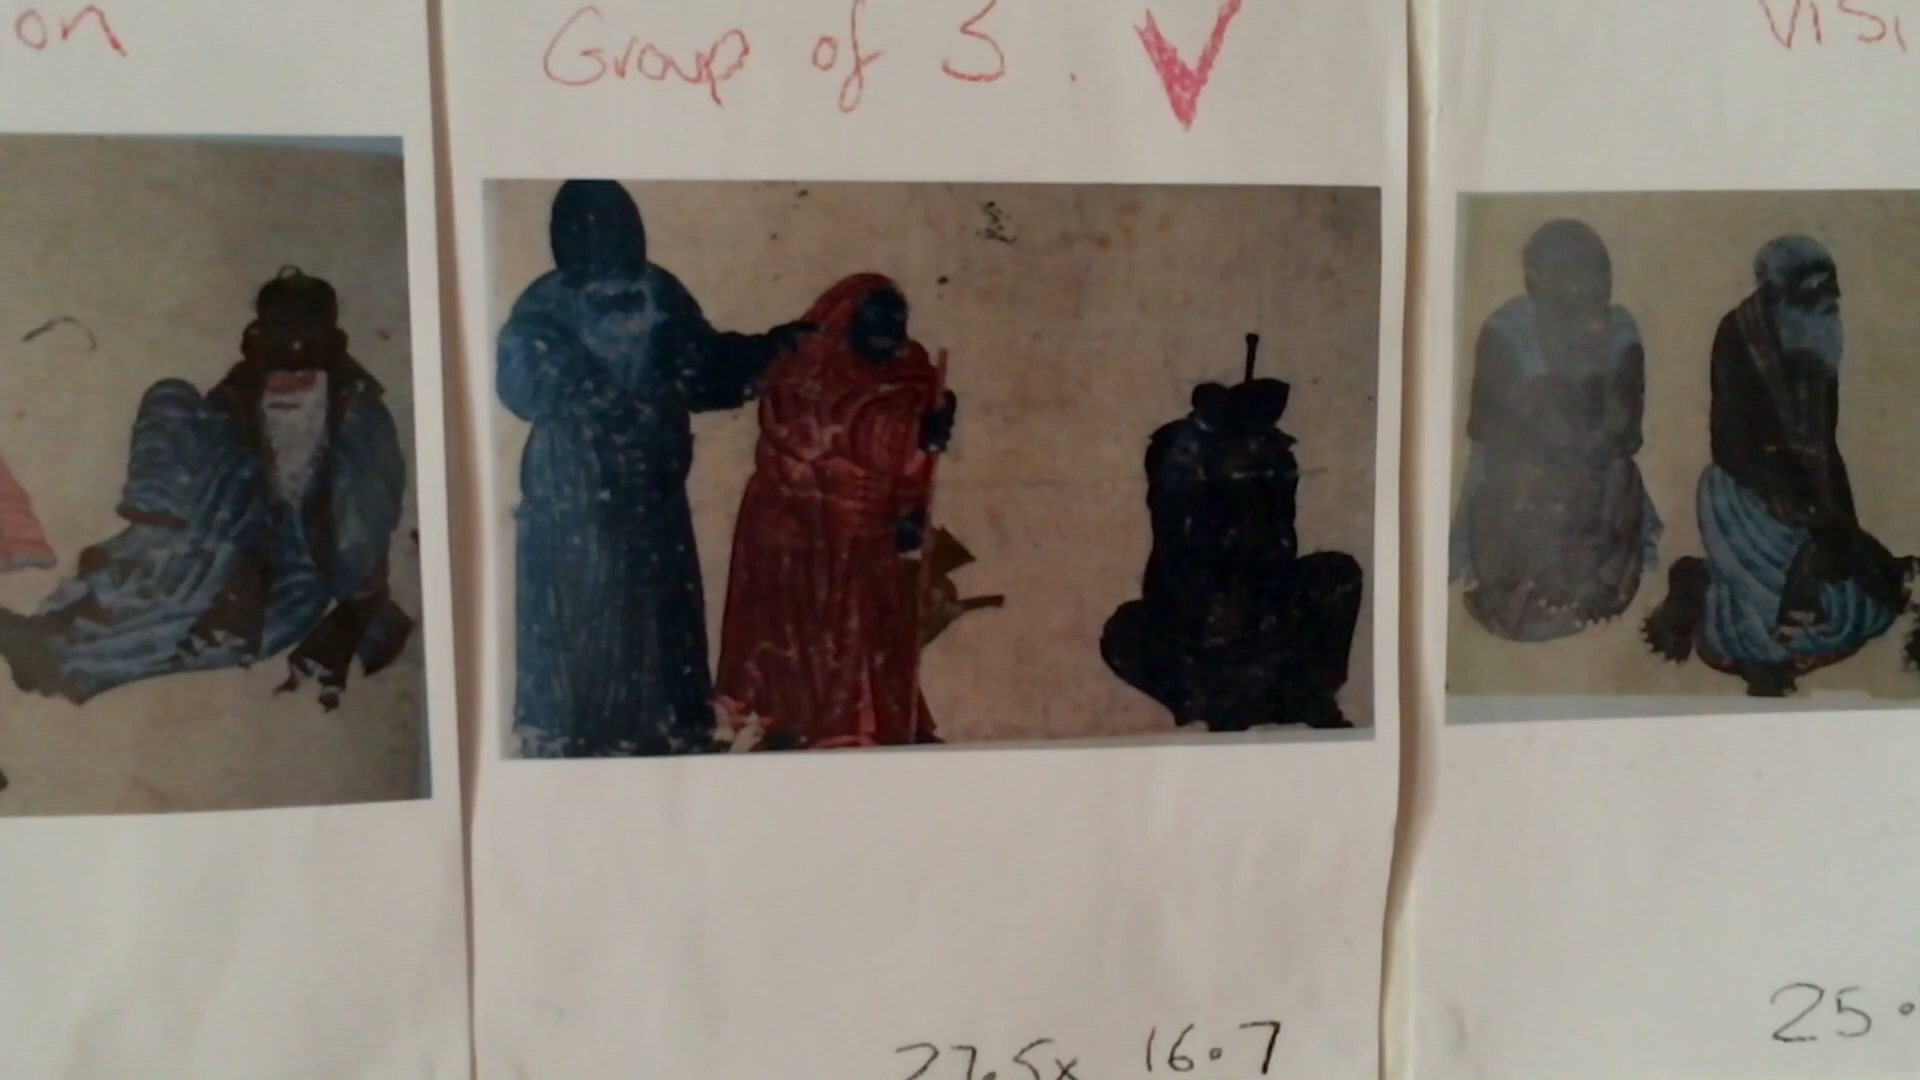 on
Group of 3. ✓
Visi
27.5x 16.7
25.